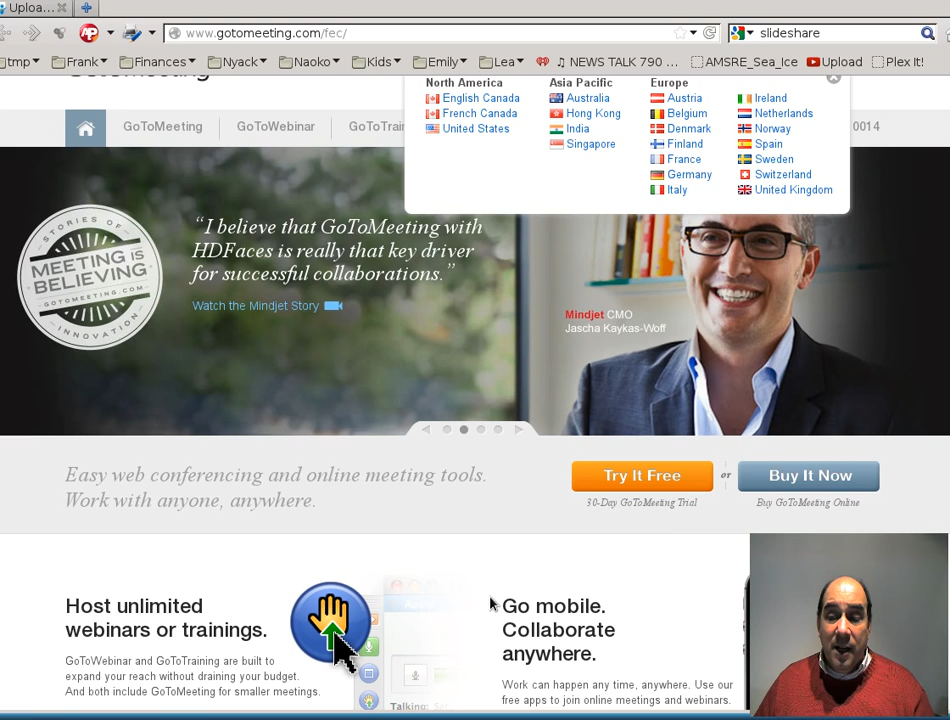 Uploa...
www.gotomeeting.com/fec/
slideshare
tmp
Frank
Finances
Nyack
Naoko
Kids
Emily
Lea
NEWS TALK 790 ...
AMSRE_Sea_Ice
Upload
Plex It!
GoToMeeting
North America
English Canada
French Canada
United States
Asia Pacific
Australia
Hong Kong
India
Singapore
Europe
Austria
Belgium
Denmark
Finland
France
Germany
Italy
Ireland
Netherlands
Norway
Spain
Sweden
Switzerland
United Kingdom
GoToMeeting
GoToWebinar
GoToTrain
0014
STORIES OF
MEETING IS
BELIEVING
GOTOMEETING.COM
INNOVATION
“I believe that GoToMeeting with
HDFaces is really that key driver
for successful collaborations.”
Watch the Mindjet Story
Mindjet CMO
Jascha Kaykas-Woff
Easy web conferencing and online meeting tools.
Work with anyone, anywhere.
Try It Free
or
Buy It Now
30-Day GoToMeeting Trial
Buy GoToMeeting Online
Host unlimited
webinars or trainings.
GoToWebinar and GoToTraining are built to
expand your reach without draining your budget.
And both include GoToMeeting for smaller meetings.
Talking:
Go mobile.
Collaborate
anywhere.
Work can happen any time, anywhere. Use our
free apps to join online meetings and webinars.